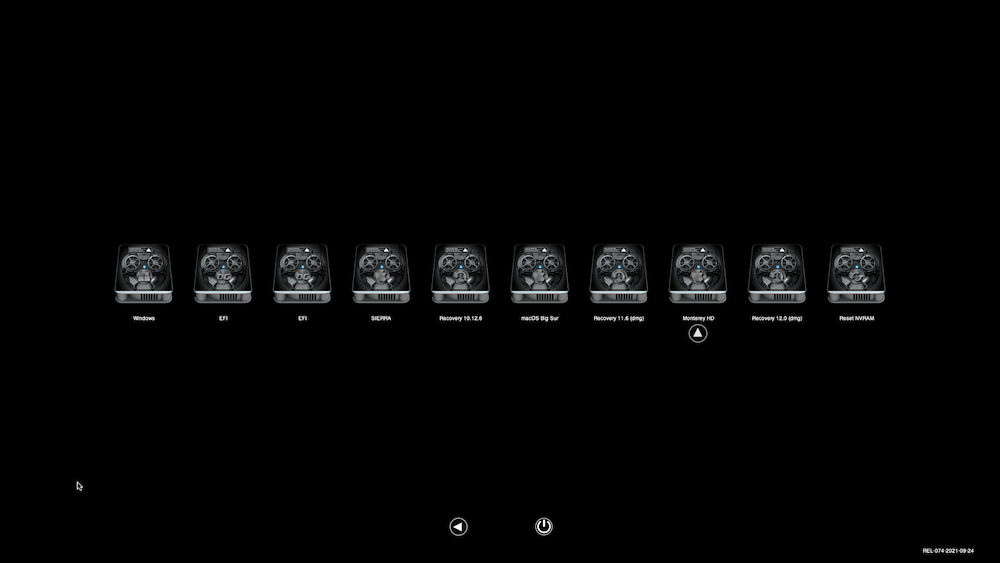 Windows
EFI
EFI
SIERRA
Recovery 10.12.6
macOS Big Sur
Recovery 11.6 (dmg)
Monterey HD
Recovery 12.0 (dmg)
Reset NVRAM
REL-074-2021-09-24